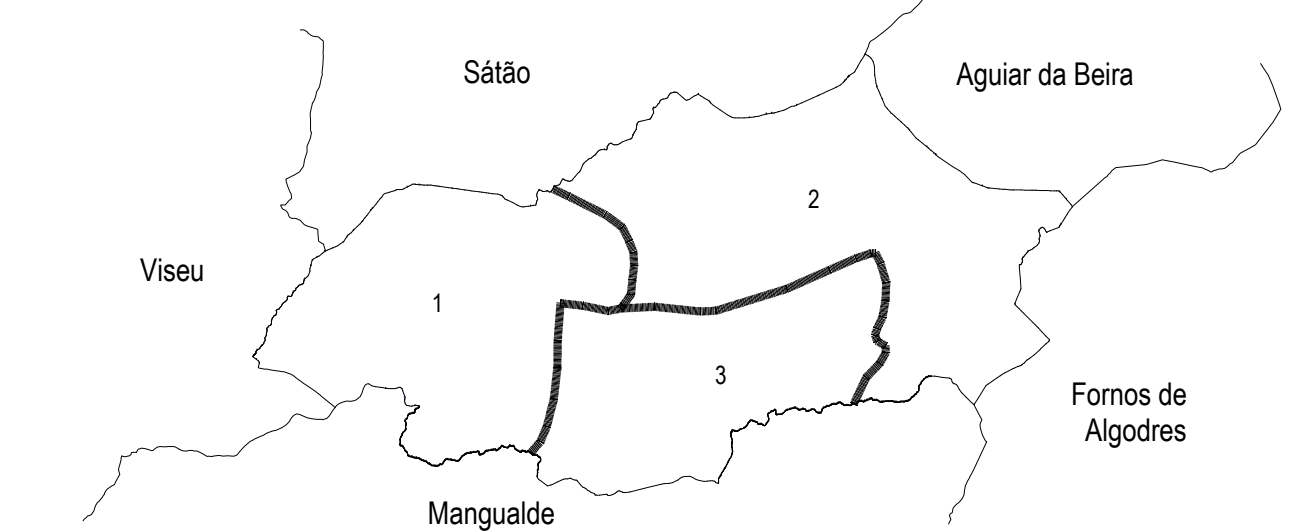 Sátão
Aguiar da Beira
2
Viseu
1
3
Fornos de
Algodres
Mangualde